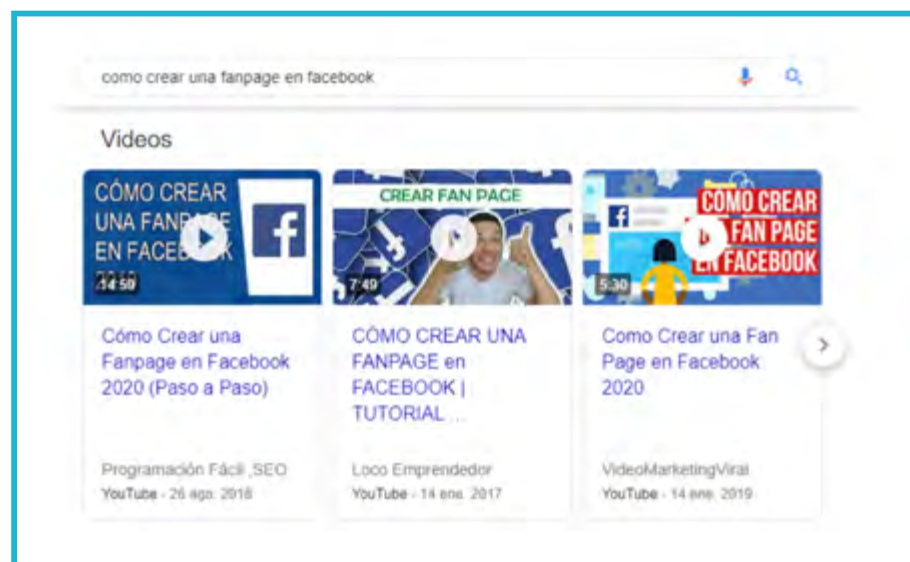 como crear una fanpage en facebook
Videos
CÓMO CREAR
UNA FANPAGE
EN FACEBOOK
14:59
CREAR FAN PAGE
7:49
CÓMO CREAR
FAN PAGE
EN FACEBOOK
5:30
Cómo Crear una
Fanpage en Facebook
2020 (Paso a Paso)
Programación Fácil ,SEO
YouTube - 26 ago. 2018
CÓMO CREAR UNA
FANPAGE en
FACEBOOK |
TUTORIAL ...
Loco Emprendedor
YouTube - 14 ene. 2017
Como Crear una Fan
Page en Facebook
2020
VideoMarketingViral
YouTube - 14 ene. 2019